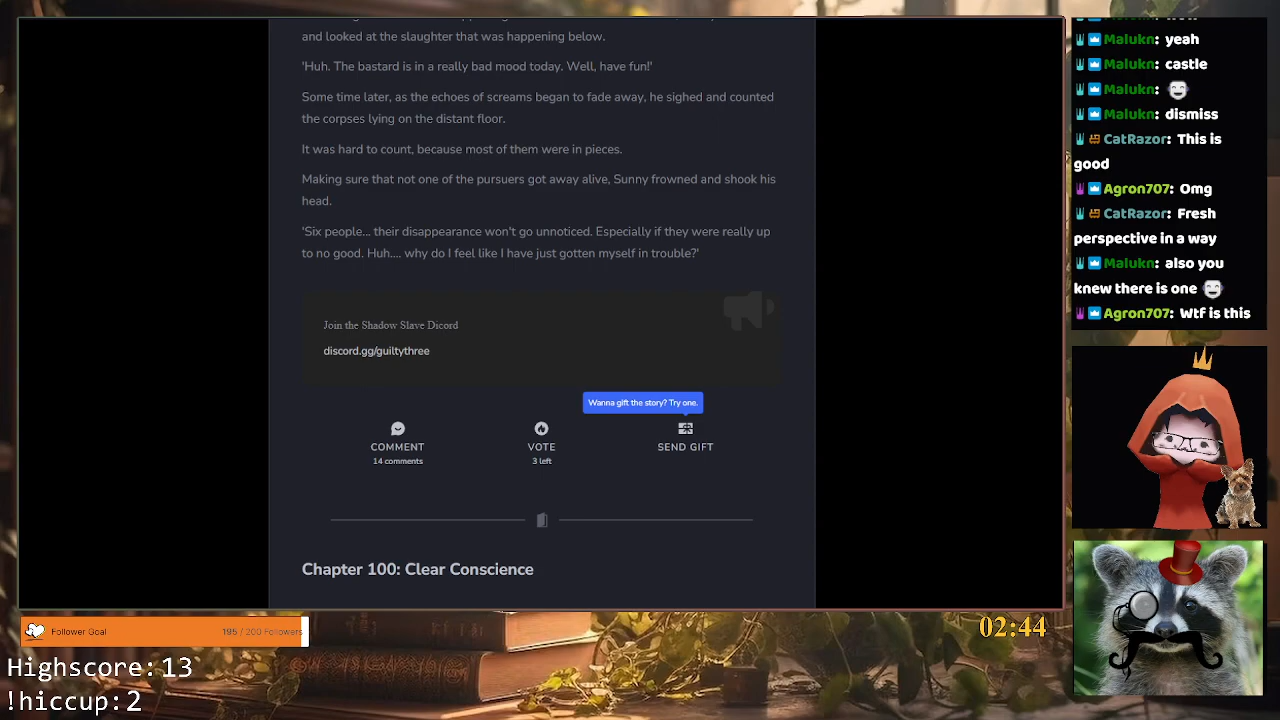 and looked at the slaughter that was happening below.
'Huh. The bastard is in a really bad mood today. Well, have fun!'
Some time later, as the echoes of screams began to fade away, he sighed and counted
the corpses lying on the distant floor.
It was hard to count, because most of them were in pieces.
Making sure that not one of the pursuers got away alive, Sunny frowned and shook his
head.
'Six people... their disappearance won't go unnoticed. Especially if they were really up
to no good. Huh.... why do I feel like I have just gotten myself in trouble?'
Join the Shadow Slave Dicord
discord.gg/guiltythree
Wanna gift the story? Try one.
COMMENT
14 comments
VOTE
3 left
SEND GIFT
Chapter 100: Clear Conscience
Malukn: yeah
Malukn: castle
Malukn:
Malukn: dismiss
CatRazor: This is
good
Agron707: Omg
CatRazor: Fresh
perspective in a way
Malukn: also you
knew there is one
Agron707: Wtf is this
Follower Goal
195 / 200 Followers
02:44
Highscore:13
!hiccup:2